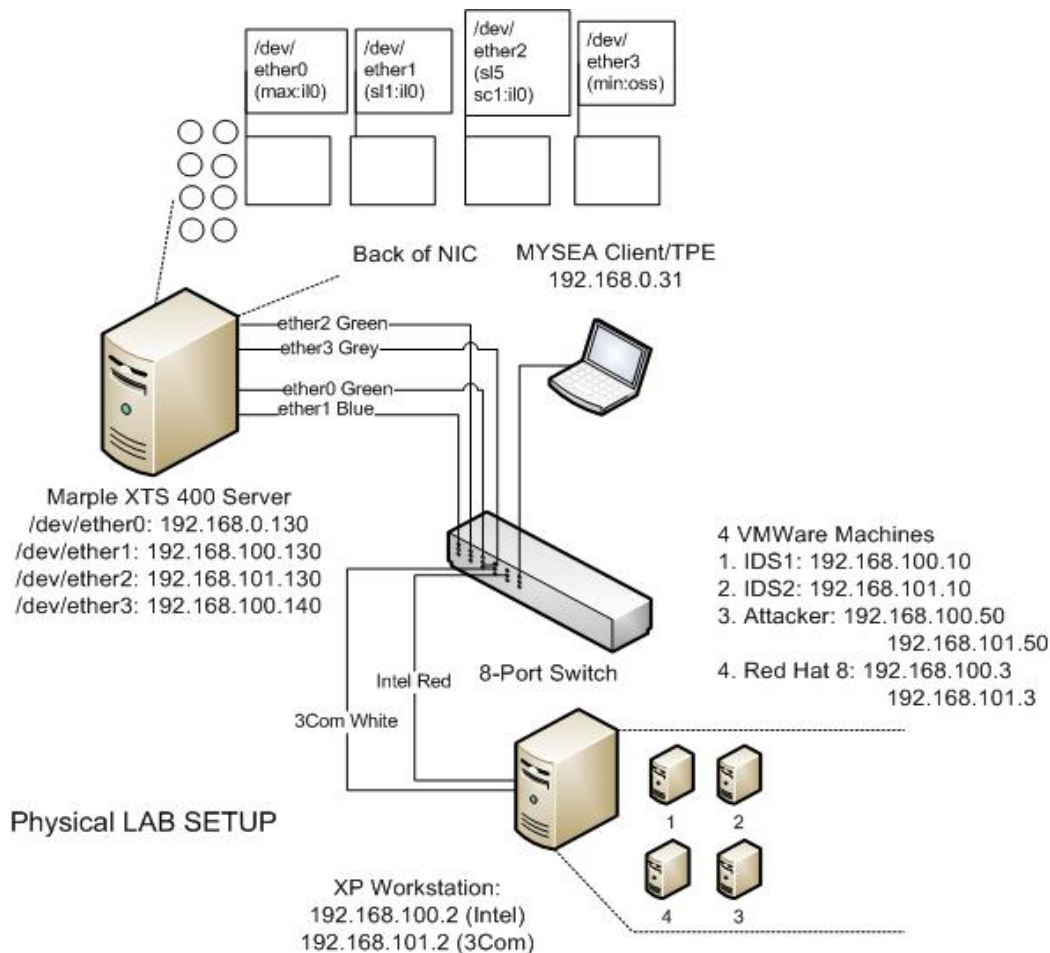 /dev/
ether0
(max:il0)
/dev/
ether1
(sl1:il0)
/dev/
ether2
(sl5
sc1:il0)
/dev/
ether3
(min:oss)
Back of NIC
MYSEA Client/TPE
192.168.0.31
ether2 Green
ether3 Grey
ether0 Green
ether1 Blue
Marple XTS 400 Server
/dev/ether0: 192.168.0.130
/dev/ether1: 192.168.100.130
/dev/ether2: 192.168.101.130
/dev/ether3: 192.168.100.140
4 VMWare Machines
1. IDS1: 192.168.100.10
2. IDS2: 192.168.101.10
3. Attacker: 192.168.100.50
192.168.101.50
4. Red Hat 8: 192.168.100.3
192.168.101.3
8-Port Switch
Intel Red
3Com White
1
2
4
3
Physical LAB SETUP
XP Workstation:
192.168.100.2 (Intel)
192.168.101.2 (3Com)